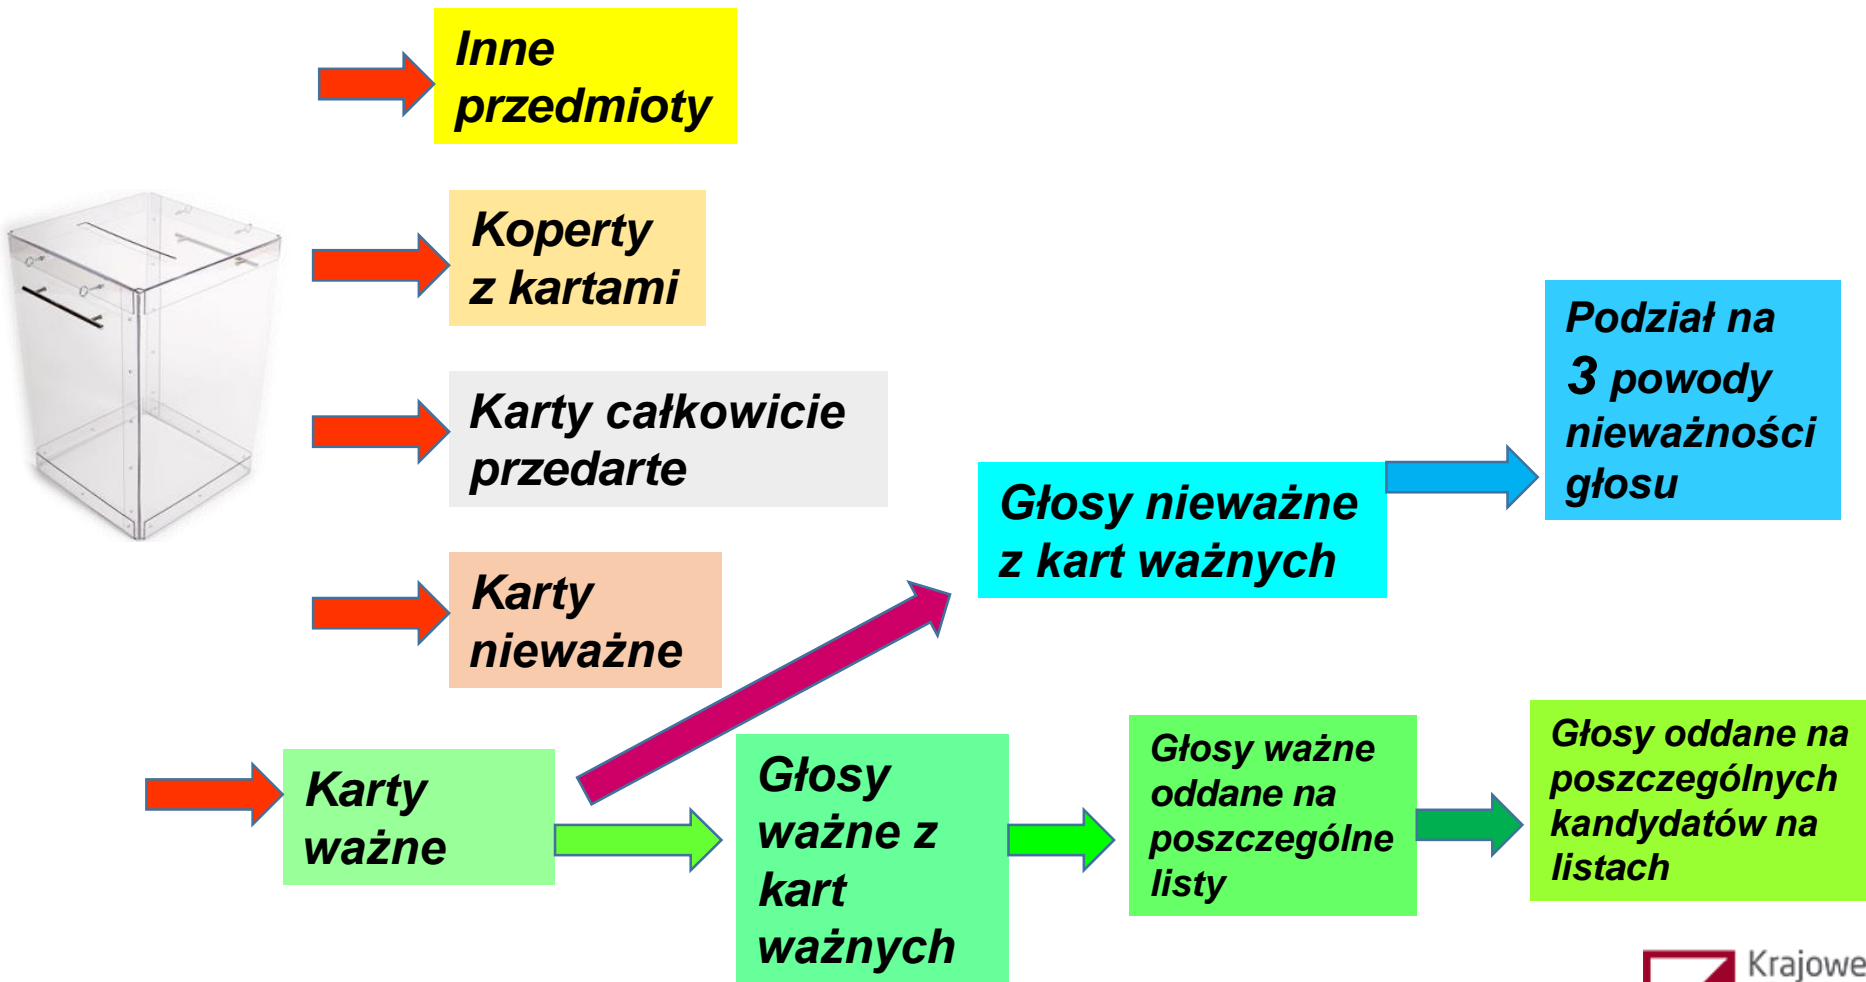 Inne
przedmioty
Koperty
z kartami
Karty całkowicie
przedarte
Karty
nieważne
Karty
ważne
Głosy nieważne
z kart ważnych
Podział na
3 powody
nieważności
głosu
Głosy
ważne z
kart
ważnych
Głosy ważne
oddane na
poszczególne
listy
Głosy oddane na
poszczególnych
kandydatów na
listach
Krajowe